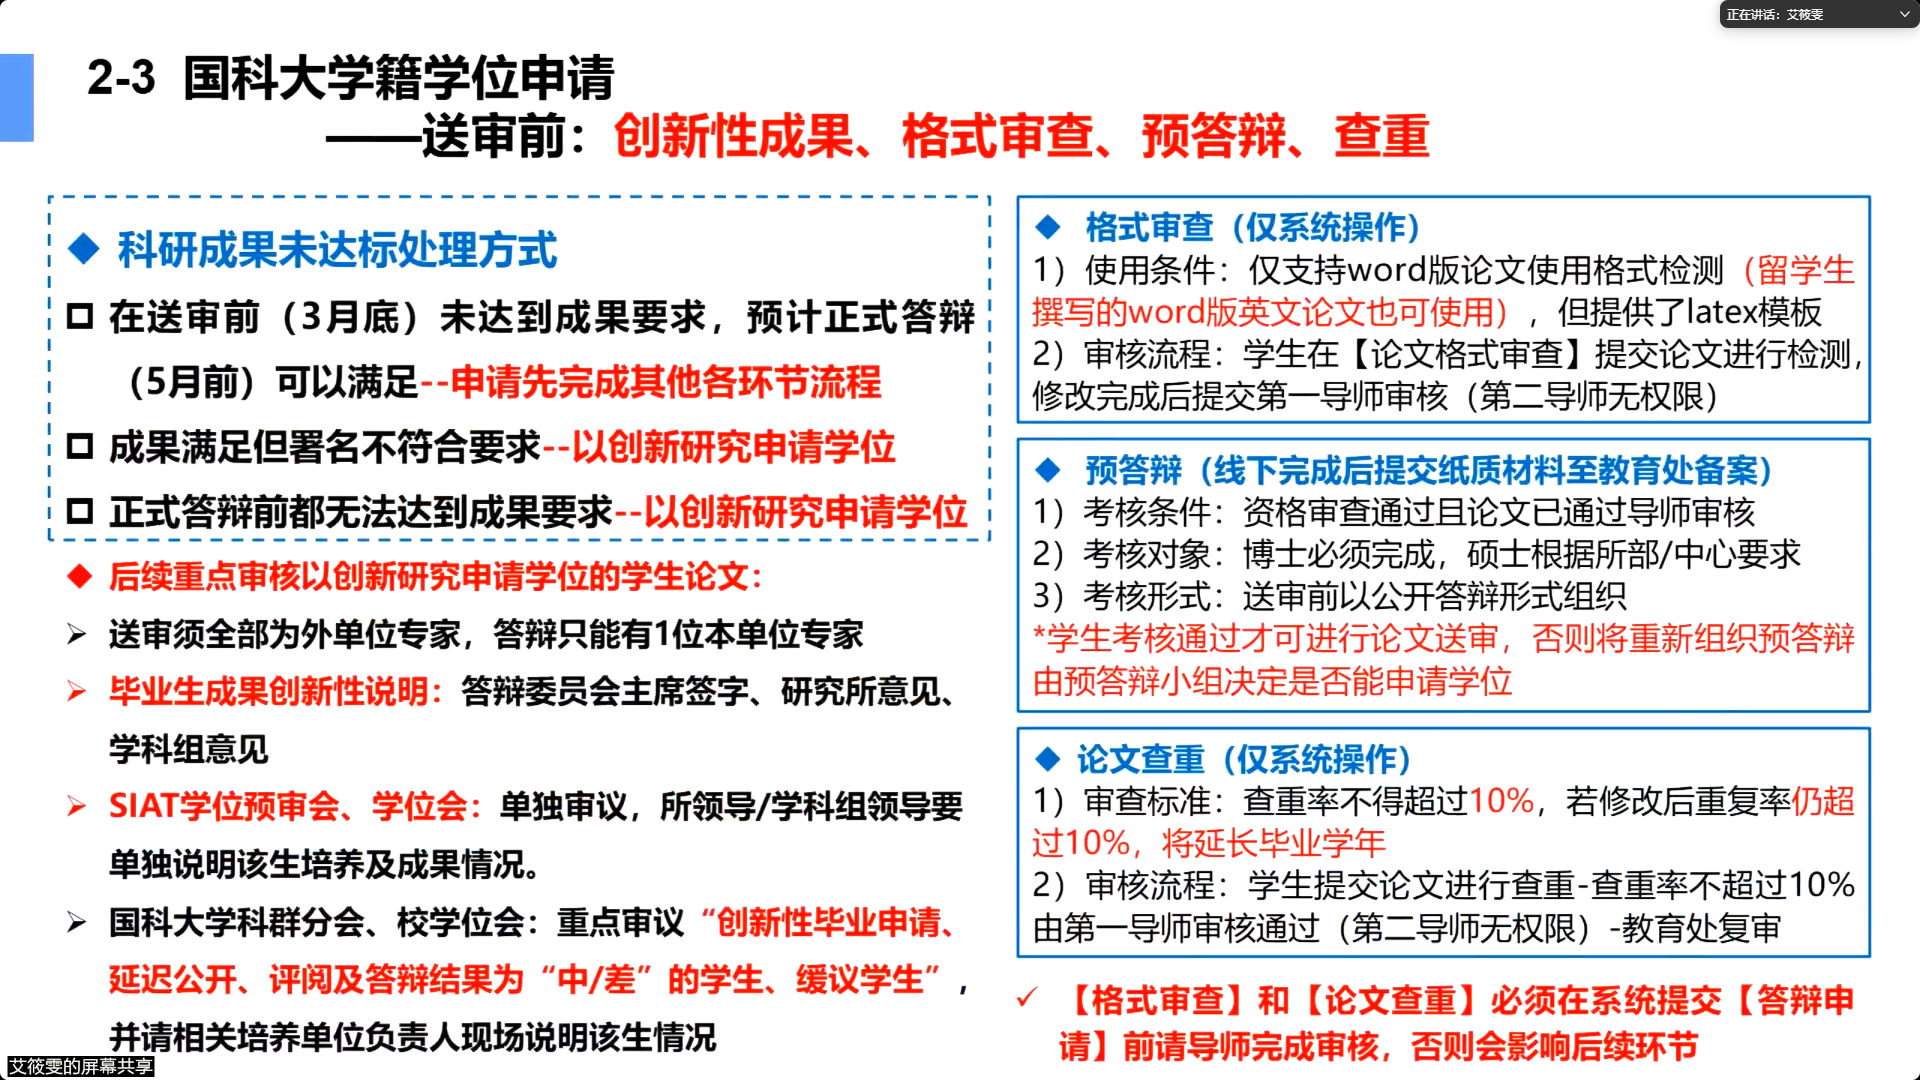 正在讲话：艾筱雯
2-3 国科大学籍学位申请
——送审前：创新性成果、格式审查、预答辩、查重
科研成果未达标处理方式
在送审前（3月底）未达到成果要求，预计正式答辩
（5月前）可以满足--申请先完成其他各环节流程
成果满足但署名不符合要求--以创新研究申请学位
正式答辩前都无法达到成果要求--以创新研究申请学位
后续重点审核以创新研究申请学位的学生论文：
送审须全部为外单位专家，答辩只能有1位本单位专家
毕业生成果创新性说明：答辩委员会主席签字、研究所意见、
学科组意见
SIAT学位预审会、学位会：单独审议，所领导/学科组领导要
单独说明该生培养及成果情况。
国科大学科群分会、校学位会：重点审议“创新性毕业申请、
延迟公开、评阅及答辩结果为“中/差”的学生、缓议学生”，
并请相关培养单位负责人现场说明该生情况
格式审查（仅系统操作）
1）使用条件：仅支持word版论文使用格式检测（留学生
撰写的word版英文论文也可使用），但提供了latex模板
2）审核流程：学生在【论文格式审查】提交论文进行检测，
修改完成后提交第一导师审核（第二导师无权限）
预答辩（线下完成后提交纸质材料至教育处备案）
1）考核条件：资格审查通过且论文已通过导师审核
2）考核对象：博士必须完成，硕士根据所部/中心要求
3）考核形式：送审前以公开答辩形式组织
*学生考核通过才可进行论文送审，否则将重新组织预答辩
由预答辩小组决定是否能申请学位
论文查重（仅系统操作）
1）审查标准：查重率不得超过10%，若修改后重复率仍超
过10%，将延长毕业学年
2）审核流程：学生提交论文进行查重-查重率不超过10%
由第一导师审核通过（第二导师无权限）-教育处复审
【格式审查】和【论文查重】必须在系统提交【答辩申
请】前请导师完成审核，否则会影响后续环节
艾筱雯的屏幕共享